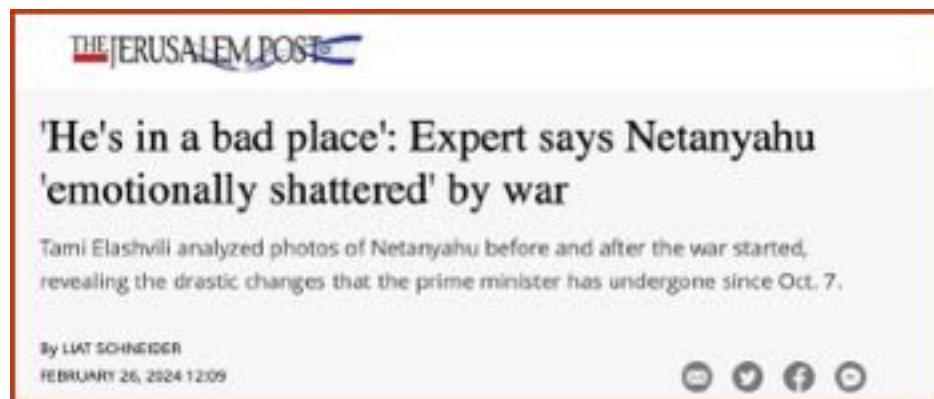 THE JERUSALEM POST
'He's in a bad place': Expert says Netanyahu
'emotionally shattered' by war
Tami Elashvili analyzed photos of Netanyahu before and after the war started,
revealing the drastic changes that the prime minister has undergone since Oct. 7.
By LIAT SCHNEIDER
FEBRUARY 26, 2024 12:09